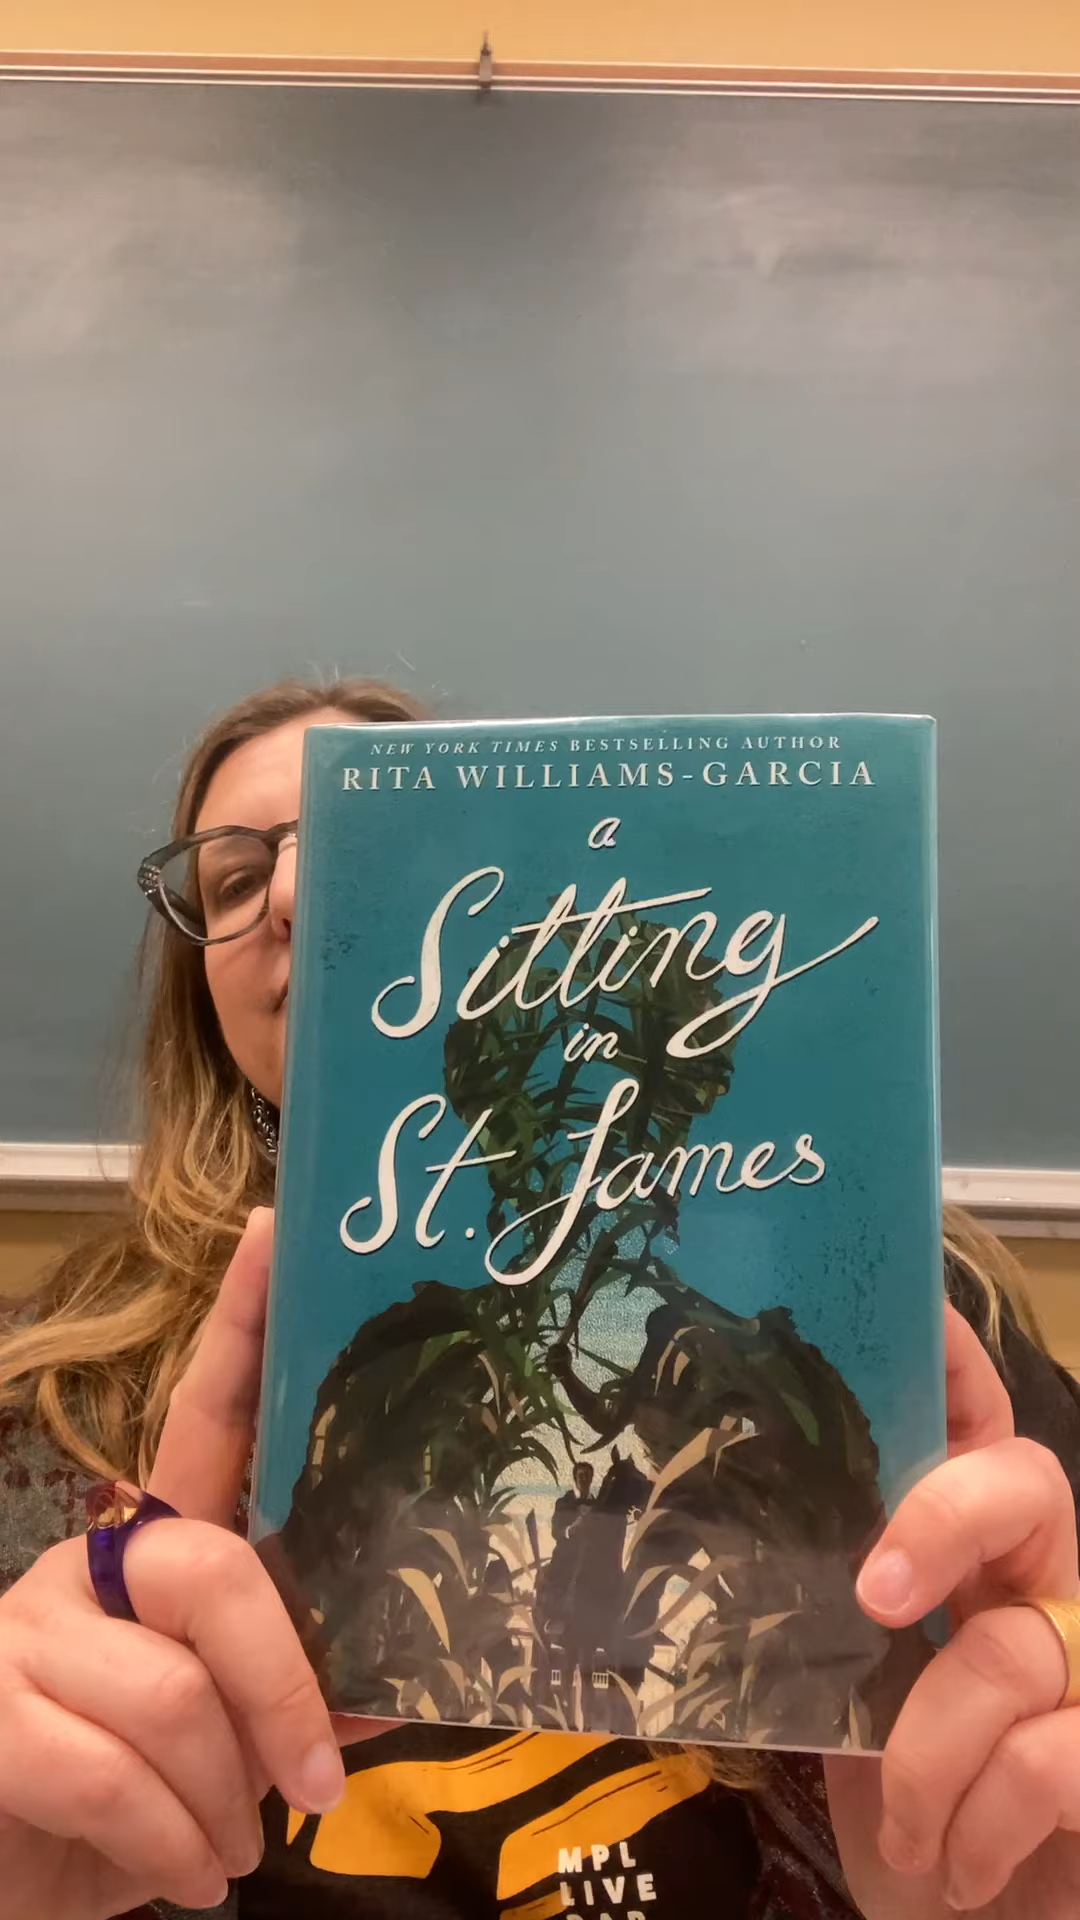 NEW YORK TIMES BESTSELLING AUTHOR
RITA WILLIAMS-GARCIA
a
Sitting
in
St. James
MPL
LIVE